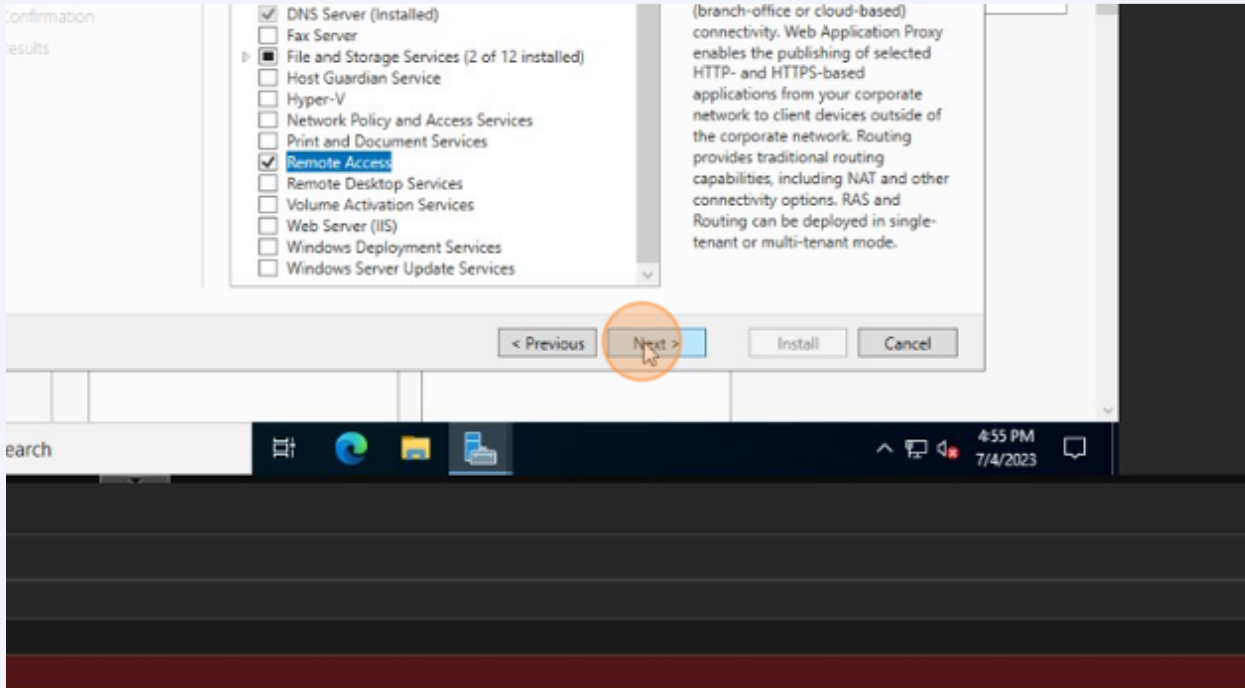 Confirmation
Results
DNS Server (Installed)
Fax Server
File and Storage Services (2 of 12 installed)
Host Guardian Service
Hyper-V
Network Policy and Access Services
Print and Document Services
Remote Access
Remote Desktop Services
Volume Activation Services
Web Server (IIS)
Windows Deployment Services
Windows Server Update Services
(branch-office or cloud-based)
connectivity. Web Application Proxy
enables the publishing of selected
HTTP- and HTTPS-based
applications from your corporate
network to client devices outside of
the corporate network. Routing
provides traditional routing
capabilities, including NAT and other
connectivity options. RAS and
Routing can be deployed in single-
tenant or multi-tenant mode.
< Previous
Next >
Install
Cancel
earch
4:55 PM
7/4/2023